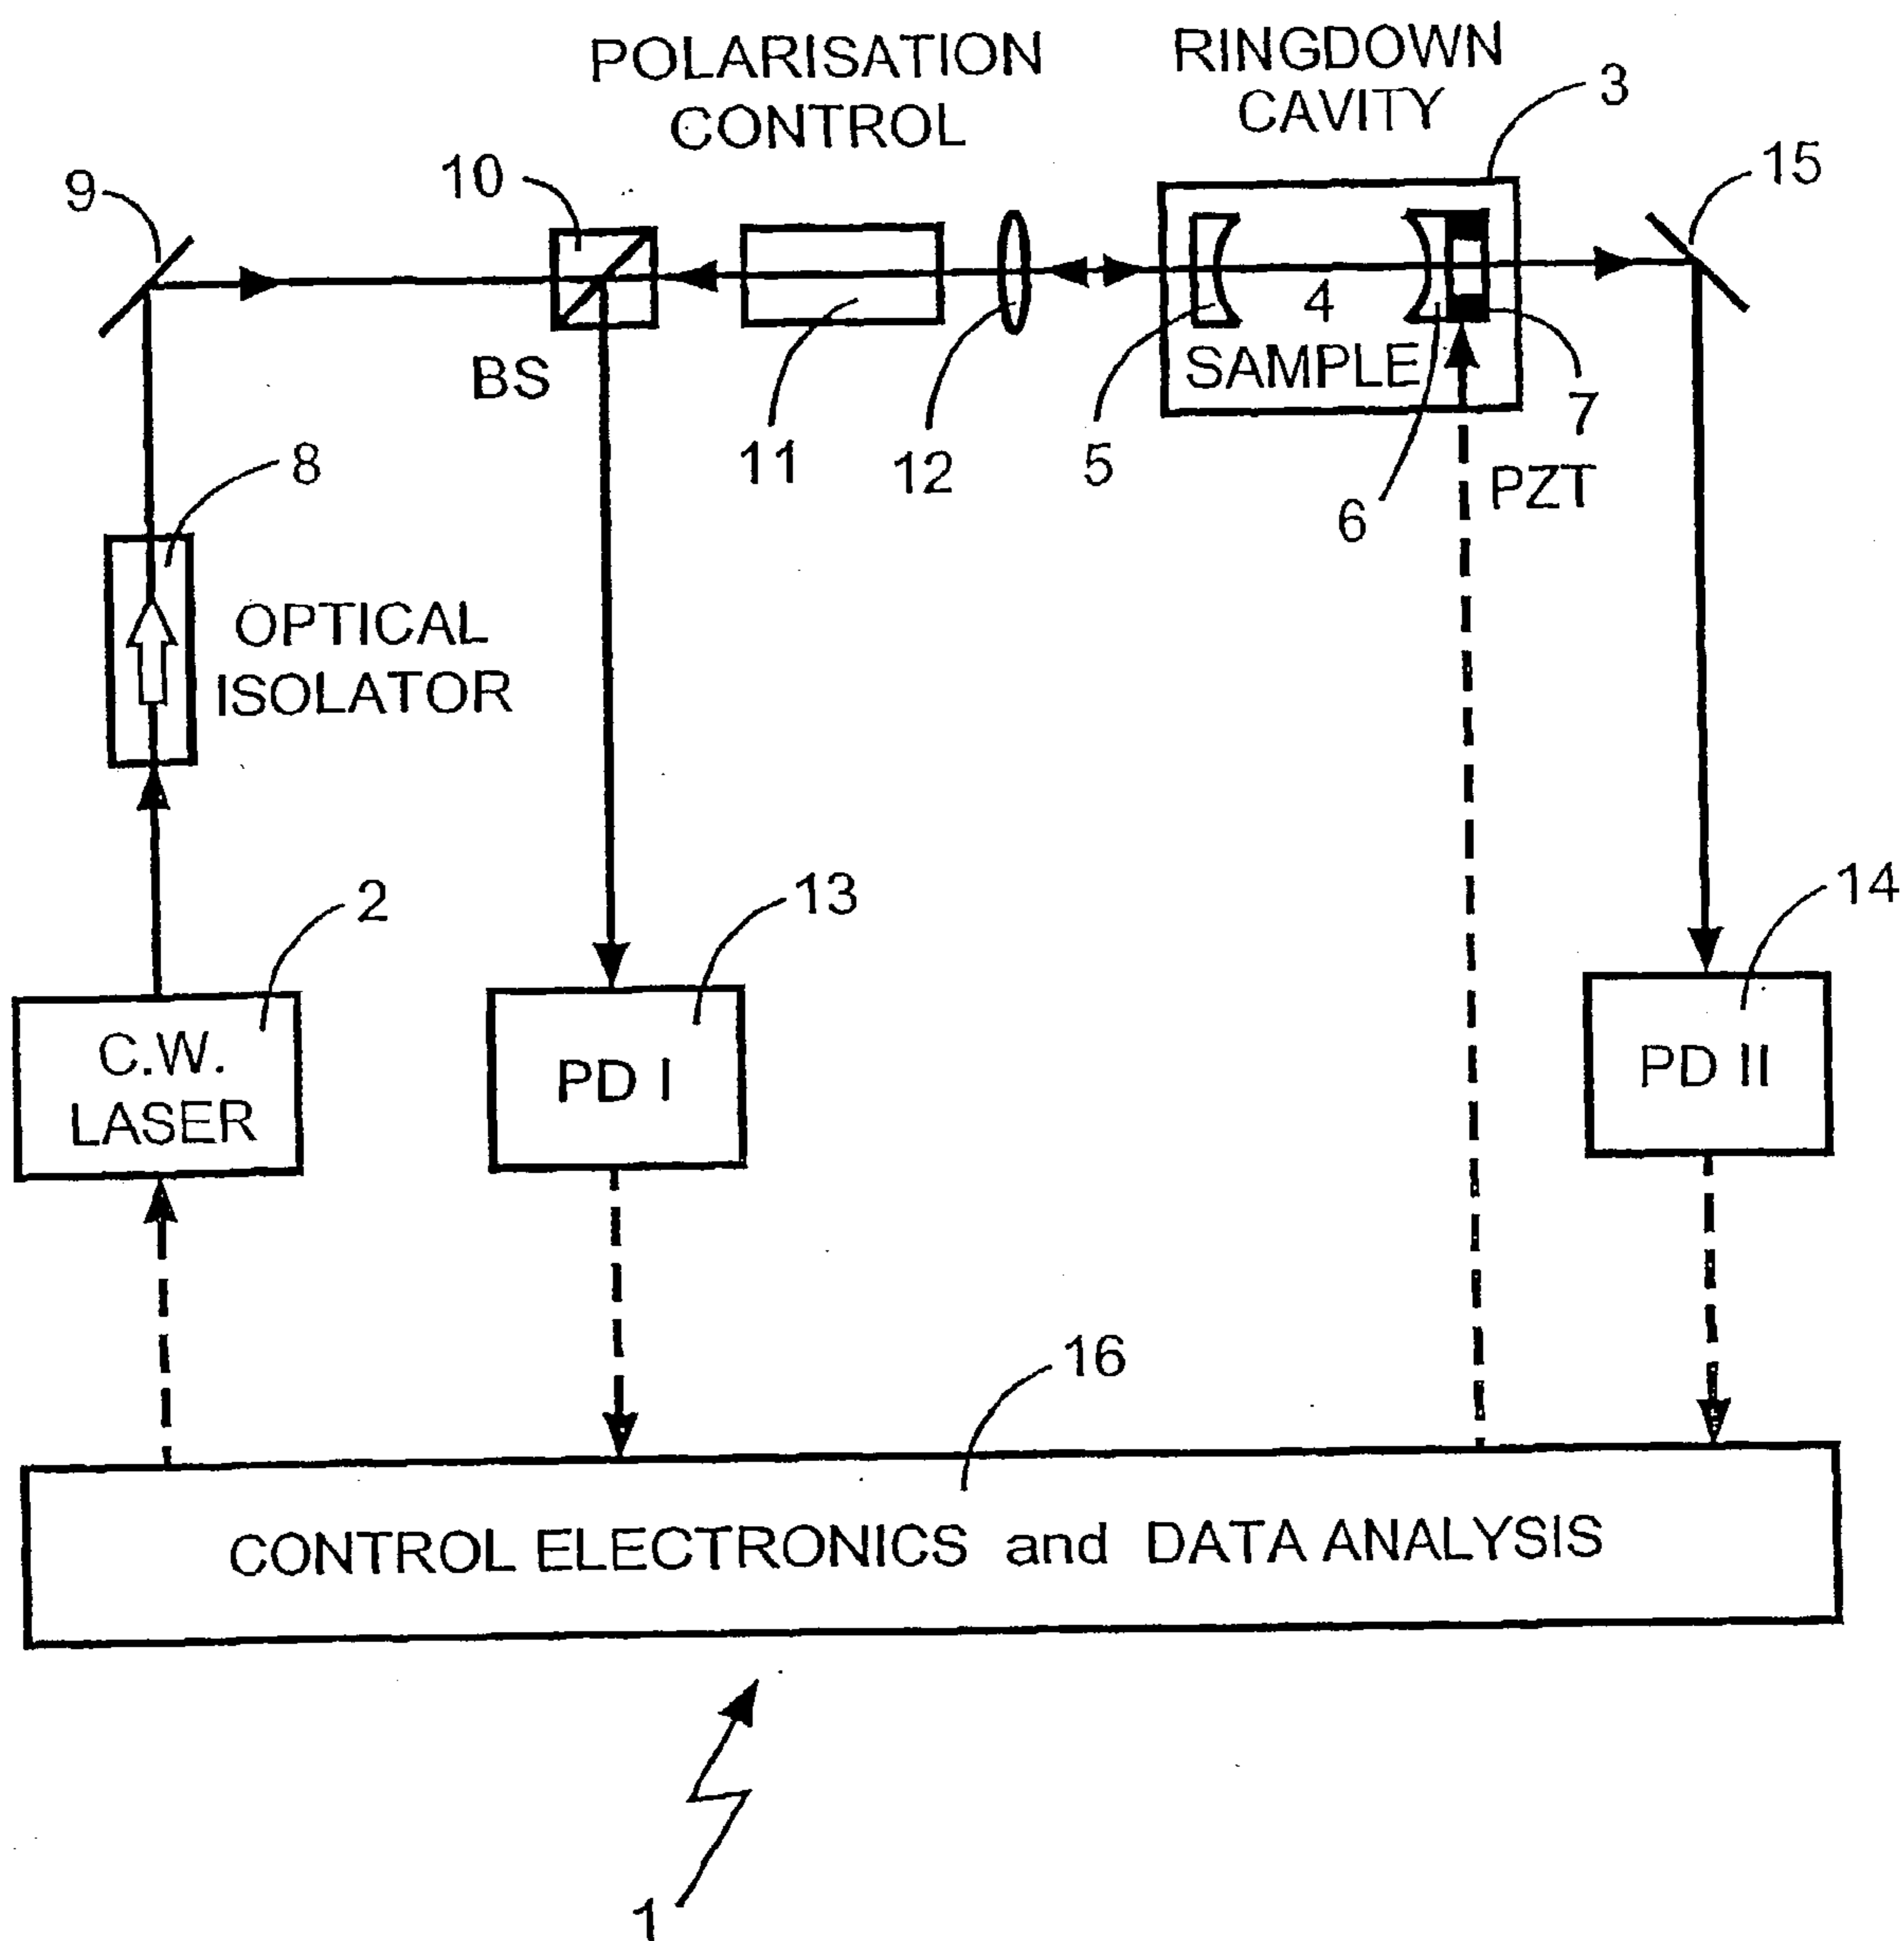 POLARISATION
CONTROL
RINGDOWN
CAVITY
3
15
9
10
4
SAMPLE
BS
11
12
5
6
7
PZT
8
OPTICAL
ISOLATOR
2
13
14
C.W.
LASER
PD I
PD II
16
CONTROL ELECTRONICS and DATA ANALYSIS
1